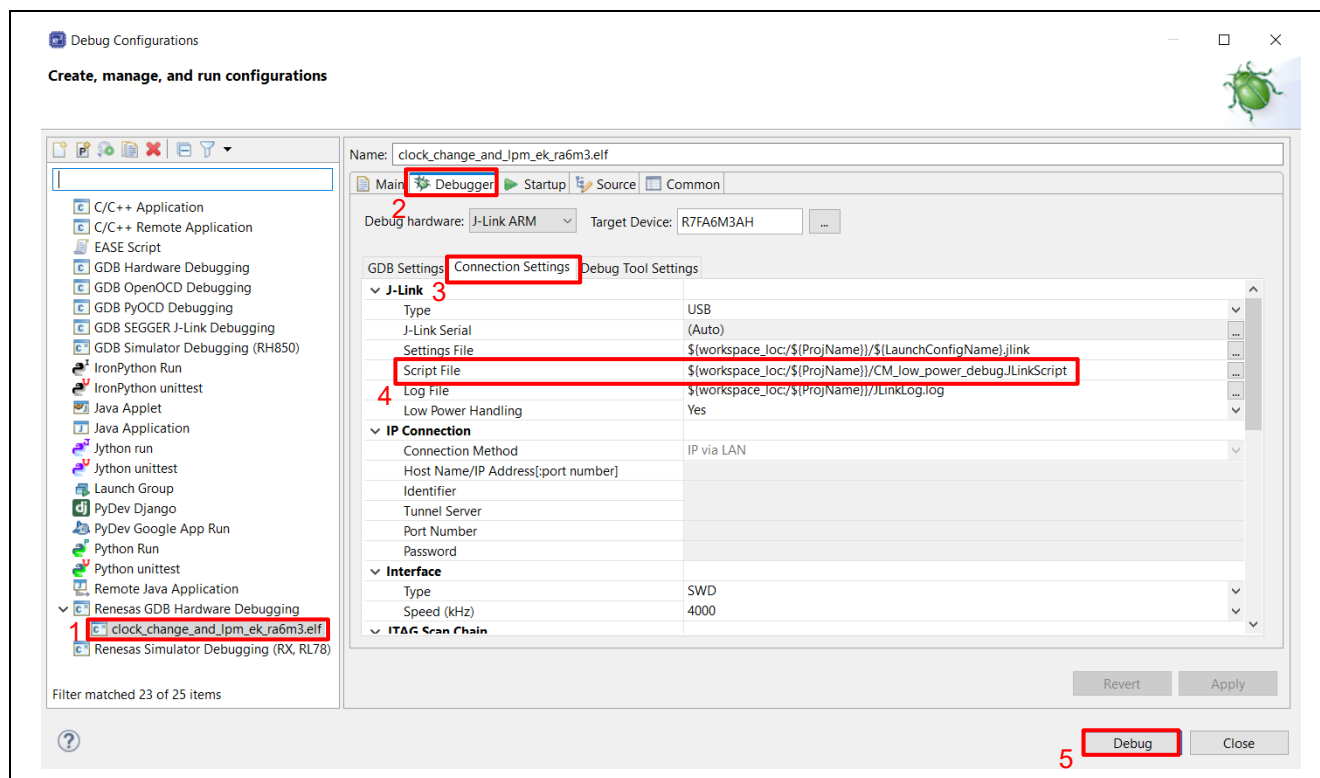 Debug Configurations
Create, manage, and run configurations
Name: clock_change_and_lpm_ek_ra6m3.elf
Main Debugger Startup Source Common
2
Debug hardware: J-Link ARM Target Device: R7FA6M3AH ...
GDB Settings Connection Settings Debug Tool Settings
3
J-Link
Type USB
J-Link Serial (Auto) ...
Settings File ${workspace_loc:/${ProjName}}/${LaunchConfigName}.jlink ...
Script File ${workspace_loc:/${ProjName}}/CM_low_power_debug.JLinkScript ...
4
Log File ${workspace_loc:/${ProjName}}/JLinkLog.log ...
Low Power Handling Yes
IP Connection
Connection Method IP via LAN
Host Name/IP Address[:port number]
Identifier
Tunnel Server
Port Number
Password
Interface
Type SWD
Speed (kHz) 4000
JTAG Scan Chain
C/C++ Application
C/C++ Remote Application
EASE Script
GDB Hardware Debugging
GDB OpenOCD Debugging
GDB PyOCD Debugging
GDB SEGGER J-Link Debugging
GDB Simulator Debugging (RH850)
IronPython Run
IronPython unittest
Java Applet
Java Application
Jython run
Jython unittest
Launch Group
PyDev Django
PyDev Google App Run
Python Run
Python unittest
Remote Java Application
Renesas GDB Hardware Debugging
1 clock_change_and_lpm_ek_ra6m3.elf
Renesas Simulator Debugging (RX, RL78)
Filter matched 23 of 25 items
Revert Apply
? 5 Debug Close